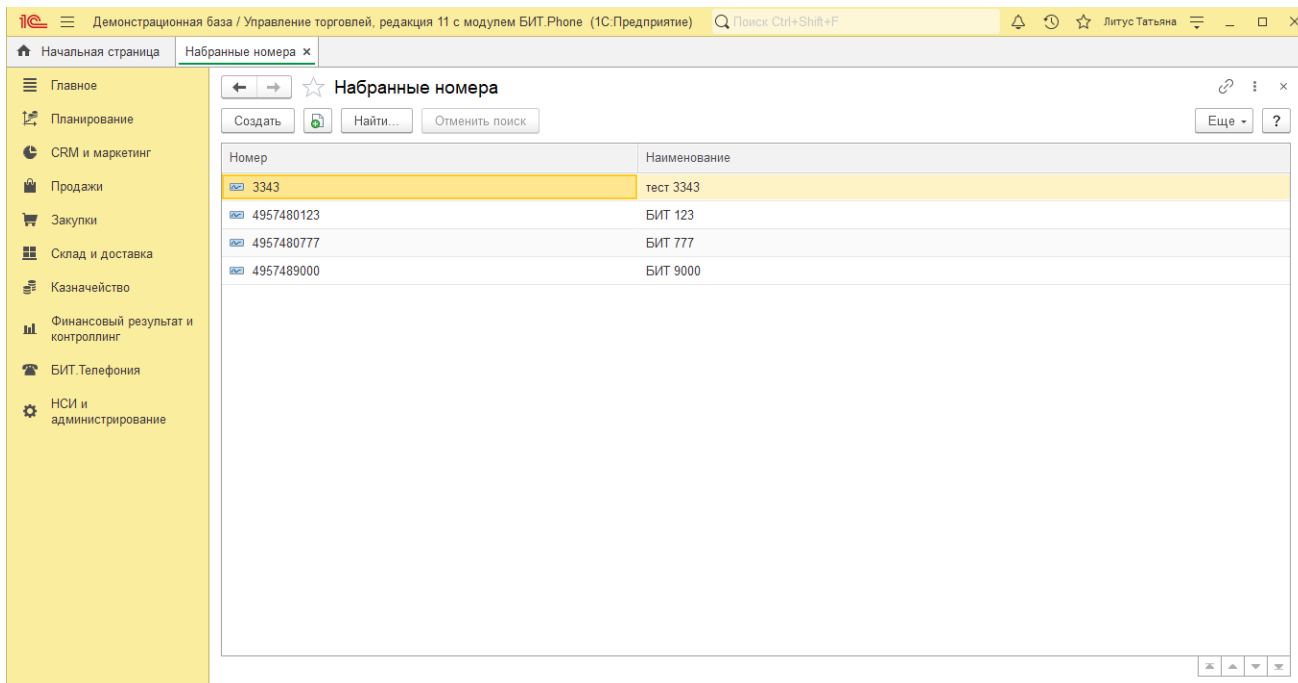 1С Демонстрационная база / Управление торговлей, редакция 11 с модулем БИТ.Phone (1С:Предприятие) Поиск Ctrl+Shift+F Литус Татьяна
Начальная страница Набранные номера ×
Главное
Планирование
CRM и маркетинг
Продажи
Закупки
Склад и доставка
Казначейство
Финансовый результат и
контроллинг
БИТ.Телефония
НСИ и
администрирование
Набранные номера
Создать Найти... Отменить поиск Еще ?
Номер Наименование
3343 тест 3343
4957480123 БИТ 123
4957480777 БИТ 777
4957489000 БИТ 9000